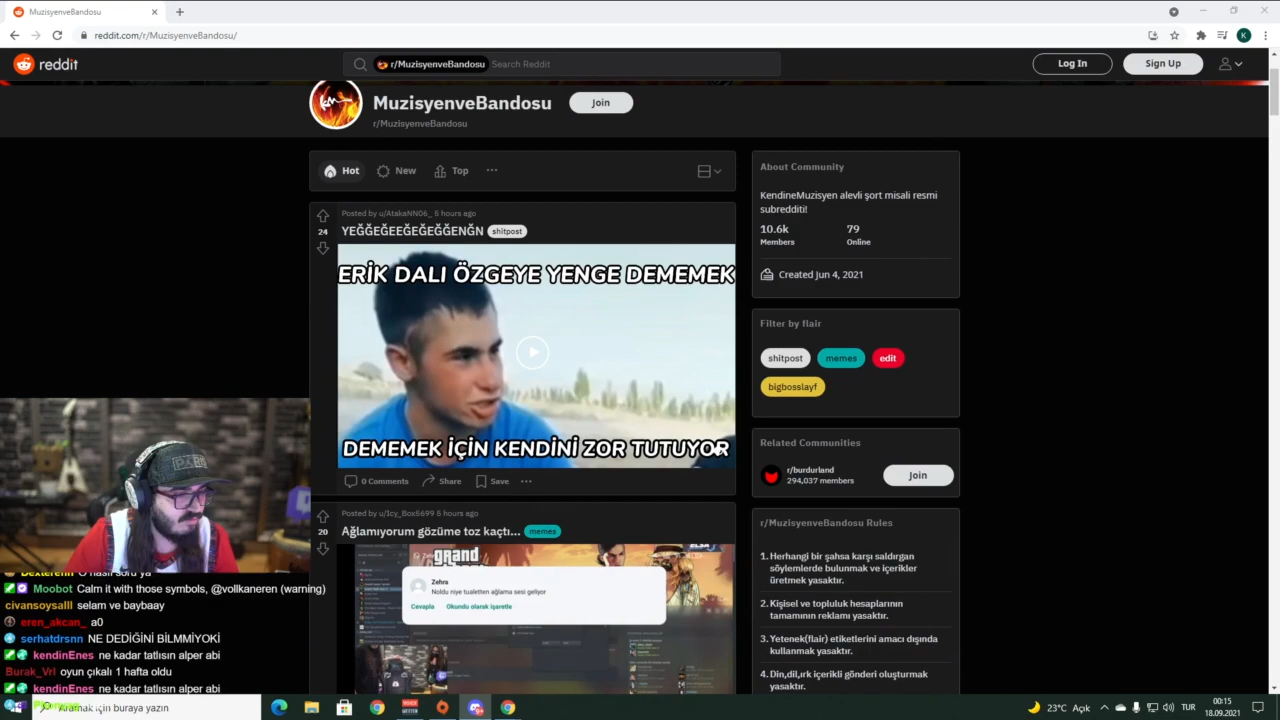 MuzisyenveBandosu
reddit.com/r/MuzisyenveBandosu/
K
reddit
r/MuzisyenveBandosu
Search Reddit
Log In
Sign Up
MuzisyenveBandosu
Join
r/MuzisyenveBandosu
Hot
New
Top
Posted by u/AtakaNN06_ 5 hours ago
24
YEĞĞEĞEEĞEĞEĞĞENĞN
shitpost
ERİK DALI ÖZGEYE YENGE DEMEMEK
DEMEMEK İÇİN KENDİNİ ZOR TUTUYOR
0 Comments
Share
Save
Posted by u/Icy_Box5699 5 hours ago
20
Ağlamıyorum gözüme toz kaçtı...
memes
grand
Zehra
Noldu niye tualetten ağlama sesi geliyor
Cevapla
Okundu olarak işaretle
About Community
KendineMuzisyen alevli şort misali resmi
subredditi!
10.6k
79
Members
Online
Created Jun 4, 2021
Filter by flair
shitpost
memes
edit
bigbosslayf
Related Communities
r/burdurland
294,037 members
Join
r/MuzisyenveBandosu Rules
1. Herhangi bir şahsa karşı saldırgan
söylemlerde bulunmak ve içerikler
üretmek yasaktır.
2. Kişisel ve topluluk hesaplarının
tamamının reklamı yasaktır.
3. Yetenek(flair) etiketlerini amacı dışında
kullanmak yasaktır.
4. Din,dil,ırk içerikli gönderi oluşturmak
yasaktır.
Moobot Calm it with those symbols, @vollkaneren (warning)
civansoysalll selam ve baybaay
eren_akcan_ a0
serhatdrsnn NE DEDİĞİNİ BİLMMİYOKİ
kendinEnes ne kadar tatlısın alper abi
Burak_Vrl oyun çıkalı 1 hafta oldu
kendinEnes ne kadar tatlısın alper abi
Aramak için buraya yazın
23°C Açık
TUR
00:15
18.09.2021